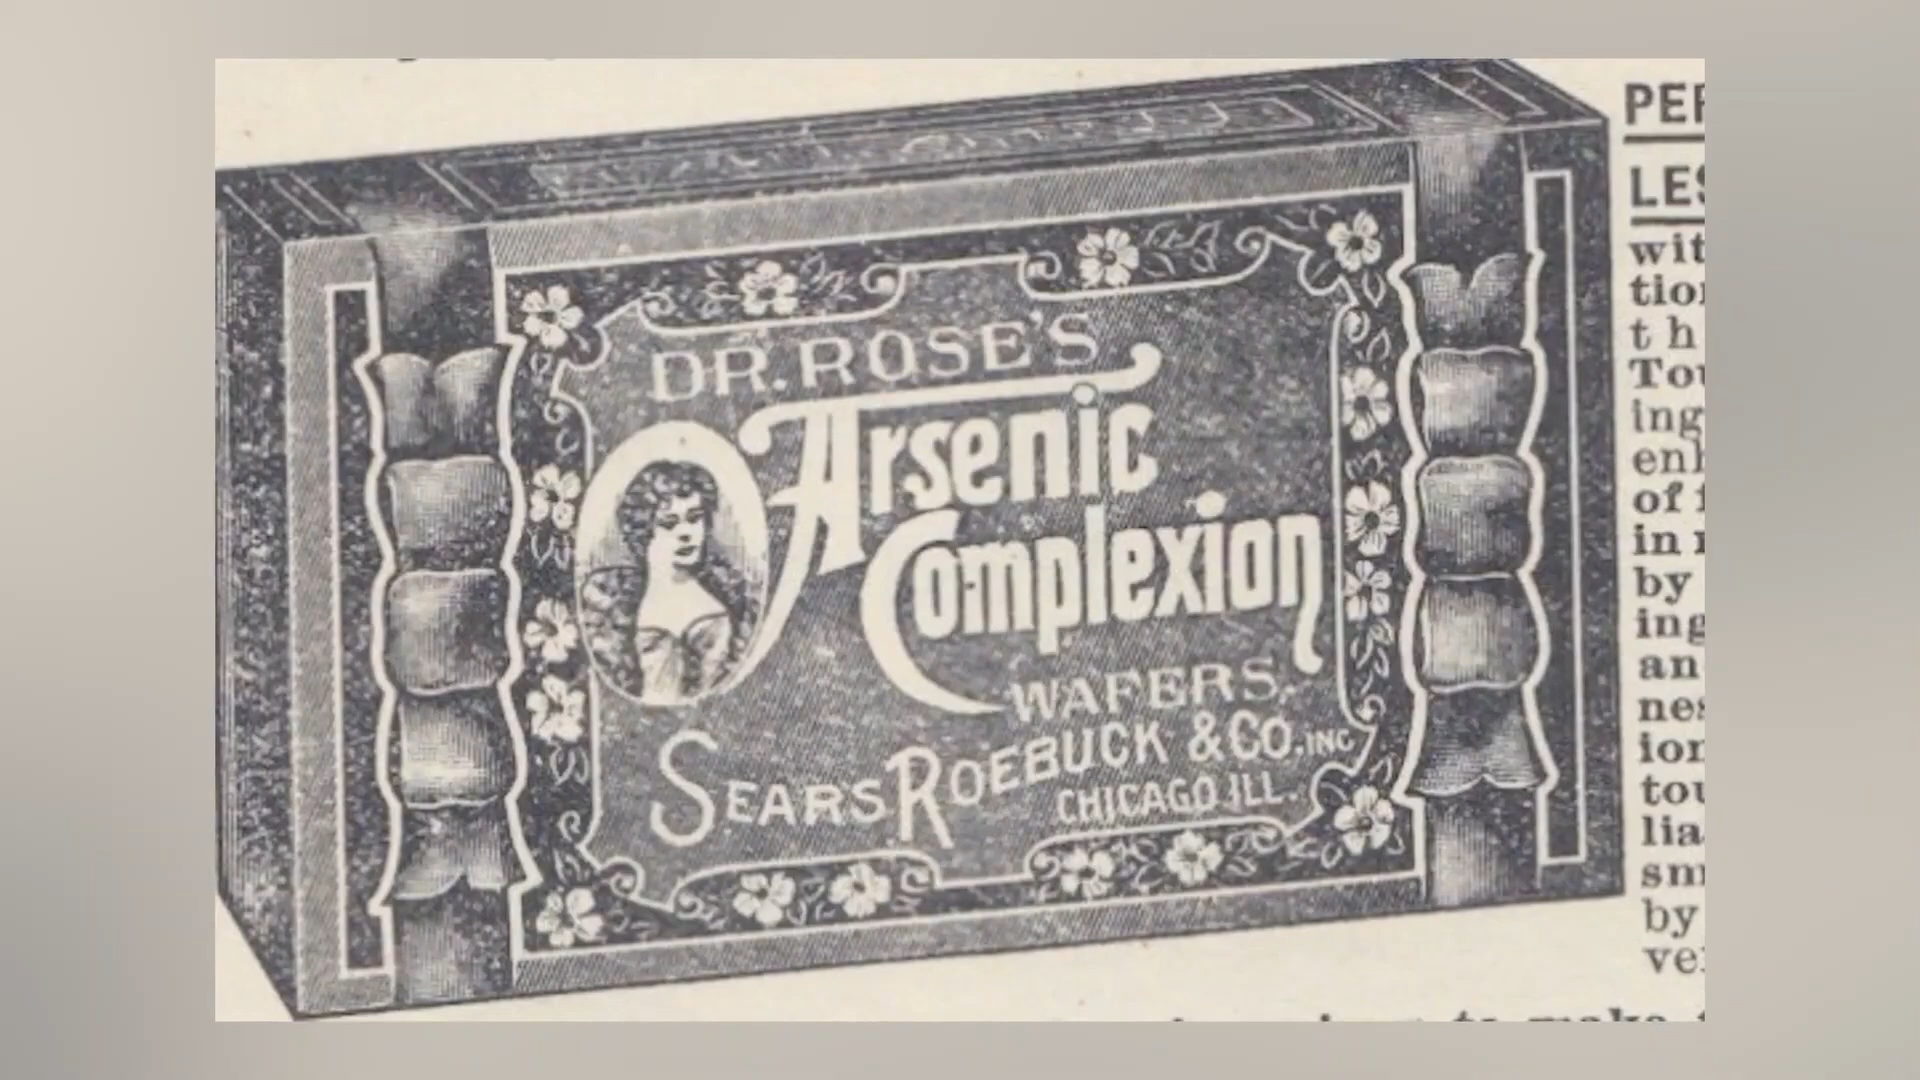 DR. ROSE'S
Arsenic
Complexion
WAFERS
SEARS ROEBUCK & CO. INC
CHICAGO ILL.
PER
LES
wit
tion
th
Tou
ing
enh
of f
in
by
ing
an
nes
ion
tou
lia
sm
by
ve
make